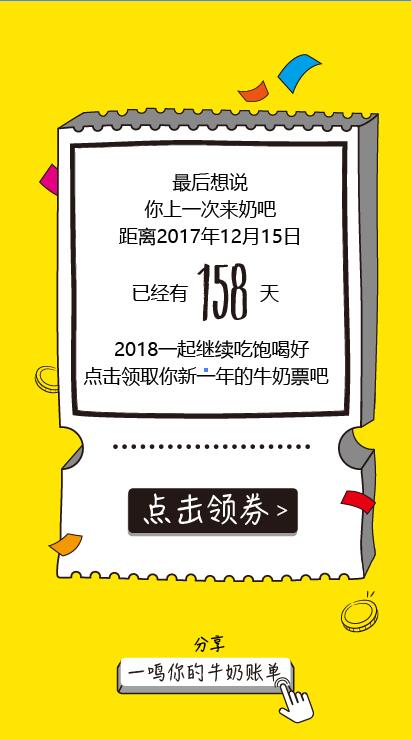 最后想说
你上一次来奶吧
距离2017年12月15日
已经有 158 天
2018一起继续吃饱喝好
点击领取你新一年的牛奶票吧
点击领券 >
分享
一鸣你的牛奶账单